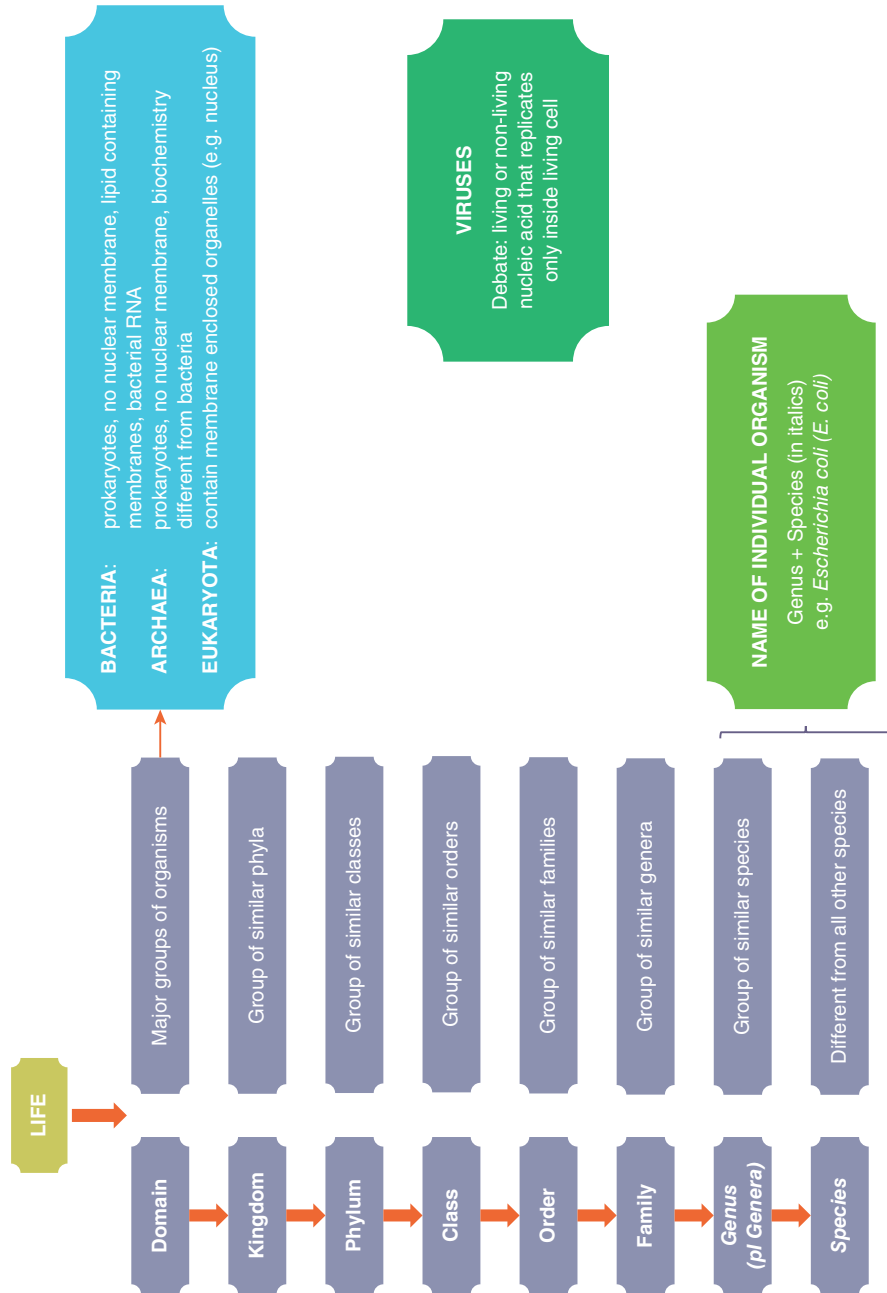 LIFE
Domain
Major groups of organisms
BACTERIA: prokaryotes, no nuclear membrane, lipid containing
membranes, bacterial RNA
ARCHAEA: prokaryotes, no nuclear membrane, biochemistry
different from bacteria
EUKARYOTA: contain membrane enclosed organelles (e.g. nucleus)
Kingdom
Group of similar phyla
Phylum
Group of similar classes
Class
Group of similar orders
VIRUSES
Debate: living or non-living
nucleic acid that replicates
only inside living cell
Order
Group of similar families
Family
Group of similar genera
Genus
(pl Genera)
Group of similar species
Species
Different from all other species
NAME OF INDIVIDUAL ORGANISM
Genus + Species (in italics)
e.g. Escherichia coli (E. coli)